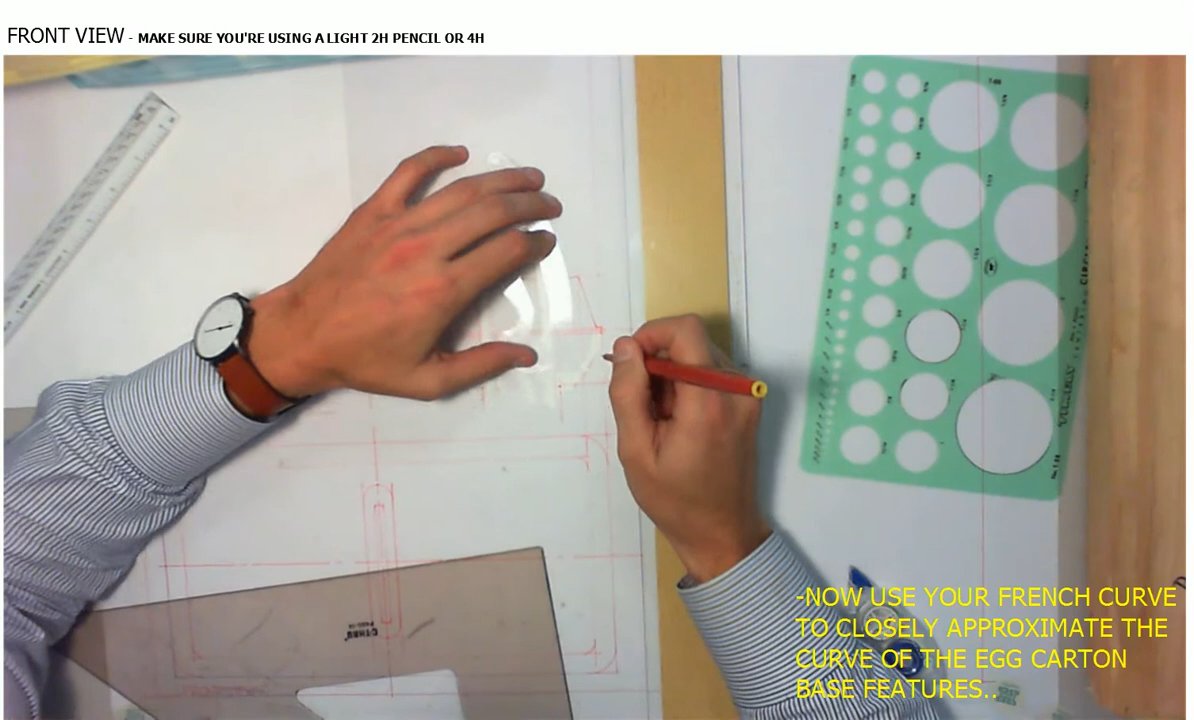 FRONT VIEW - MAKE SURE YOU'RE USING A LIGHT 2H PENCIL OR 4H
-NOW USE YOUR FRENCH CURVE
TO CLOSELY APPROXIMATE THE
CURVE OF THE EGG CARTON
BASE FEATURES..
C-THRU